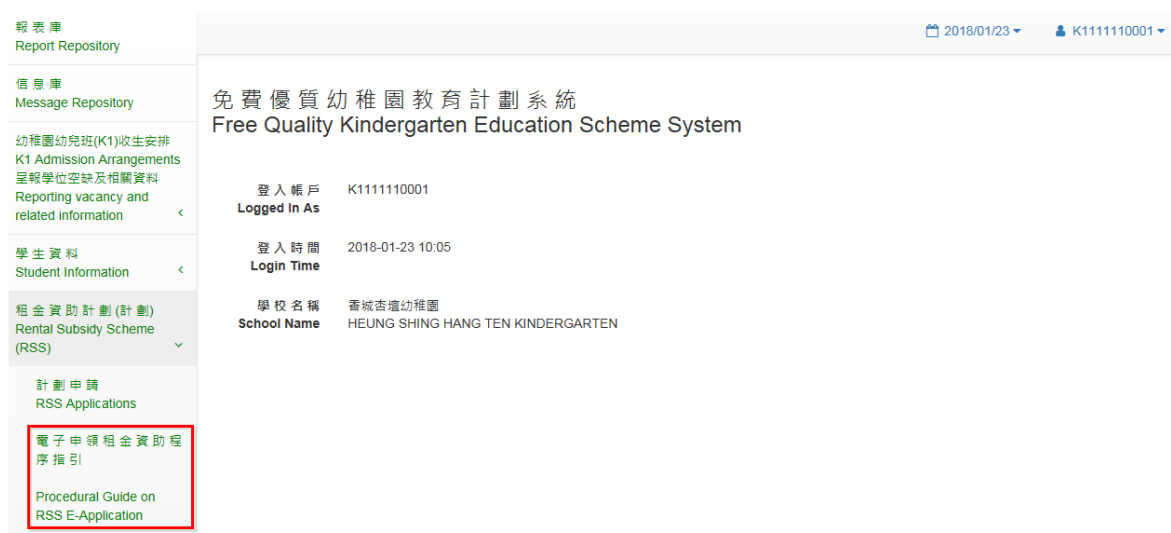 報表庫
Report Repository
信息庫
Message Repository
幼稚園幼兒班(K1)收生安排
K1 Admission Arrangements
呈報學位空缺及相關資料
Reporting vacancy and
related information
學生資料
Student Information
租金資助計劃(計劃)
Rental Subsidy Scheme
(RSS)
計劃申請
RSS Applications
電子申領租金資助程
序指引
Procedural Guide on
RSS E-Application
2018/01/23
K1111110001
免費優質幼稚園教育計劃系統
Free Quality Kindergarten Education Scheme System
登入帳戶 K1111110001
Logged In As
登入時間 2018-01-23 10:05
Login Time
學校名稱 香城杏壇幼稚園
School Name HEUNG SHING HANG TEN KINDERGARTEN